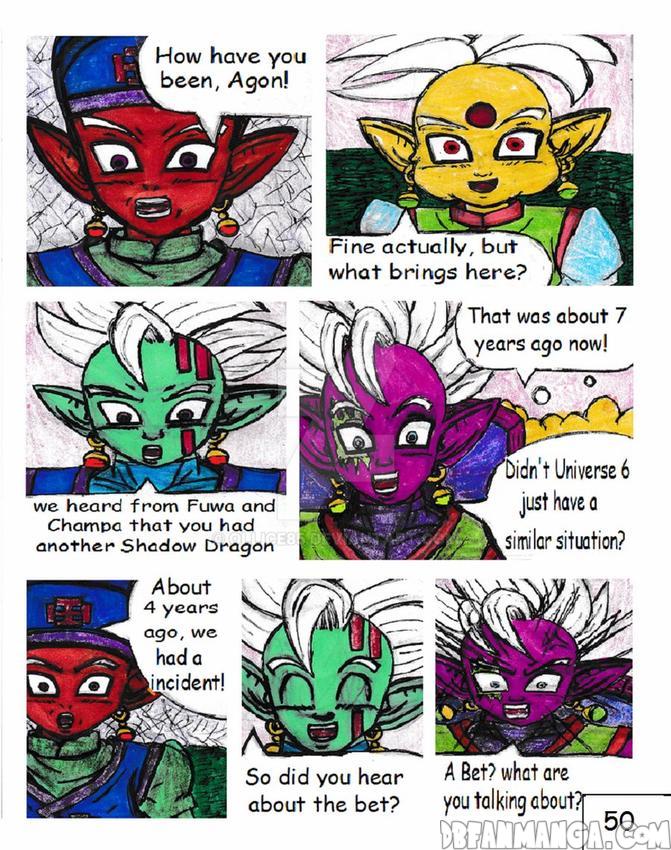 How have you
been, Agon!
Fine actually, but
what brings here?
we heard from Fuwa and
Champa that you had
another Shadow Dragon
That was about 7
years ago now!
Didn't Universe 6
just have a
similar situation?
About
4 years
ago, we
had a
incident!
So did you hear
about the bet?
A Bet? what are
you talking about?
50
DBFANMANGA.COM